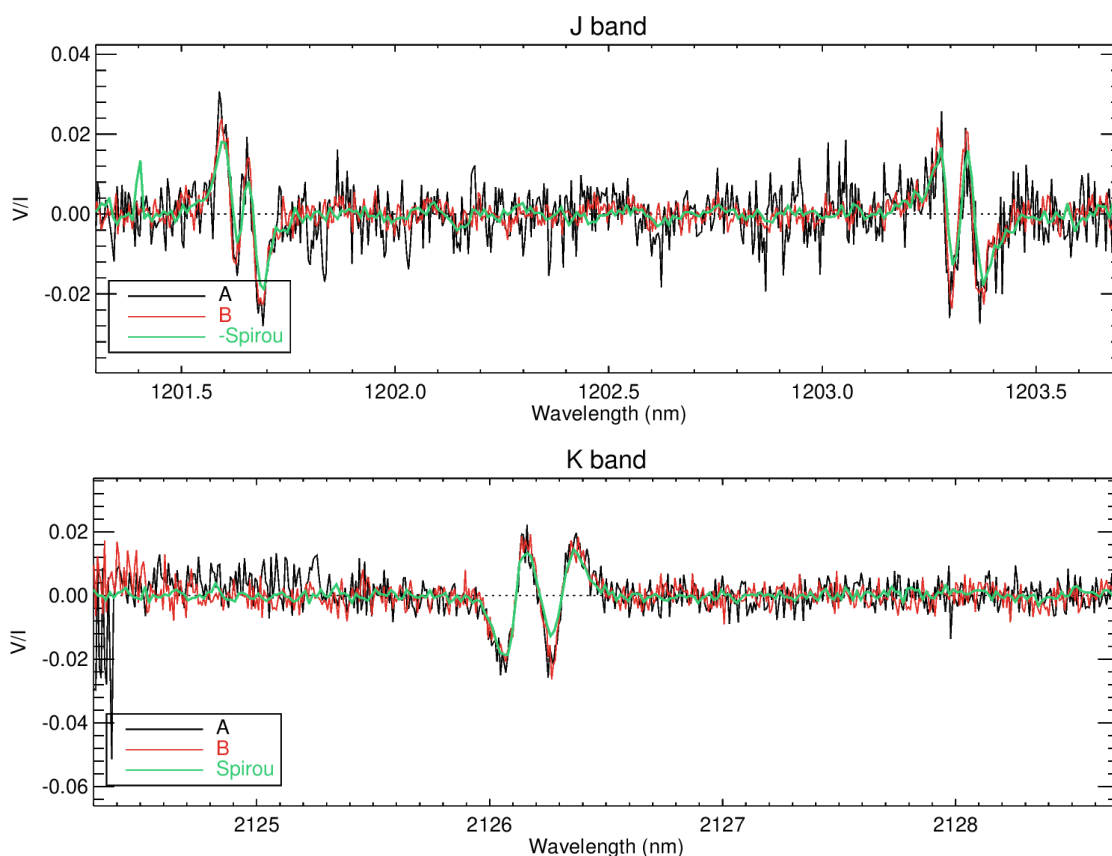 J band
0.04
0.02
0.00
-0.02
V/I
A
B
-Spirou
1201.5 1202.0 1202.5 1203.0 1203.5
Wavelength (nm)
K band
0.02
0.00
-0.02
-0.04
-0.06
V/I
A
B
Spirou
2125 2126 2127 2128
Wavelength (nm)